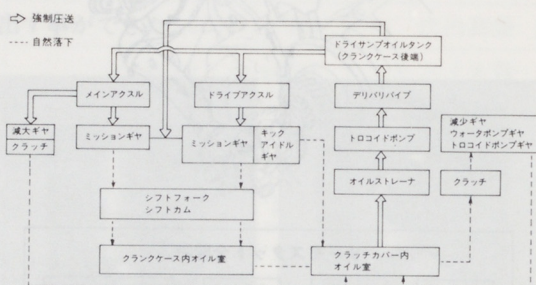 強制圧送
自然落下
ドライサンプオイルタンク
(クランクケース後端)
メインアクスル
ドライブアクスル
デリバリパイプ
減大ギヤ
クラッチ
ミッションギヤ
ミッションギヤ
キック
アイドル
ギヤ
トロコイドポンプ
減少ギヤ
ウォータポンプギヤ
トロコイドポンプギヤ
シフトフォーク
シフトカム
オイルストレーナ
クラッチ
クランクケース内オイル室
クラッチカバー内
オイル室